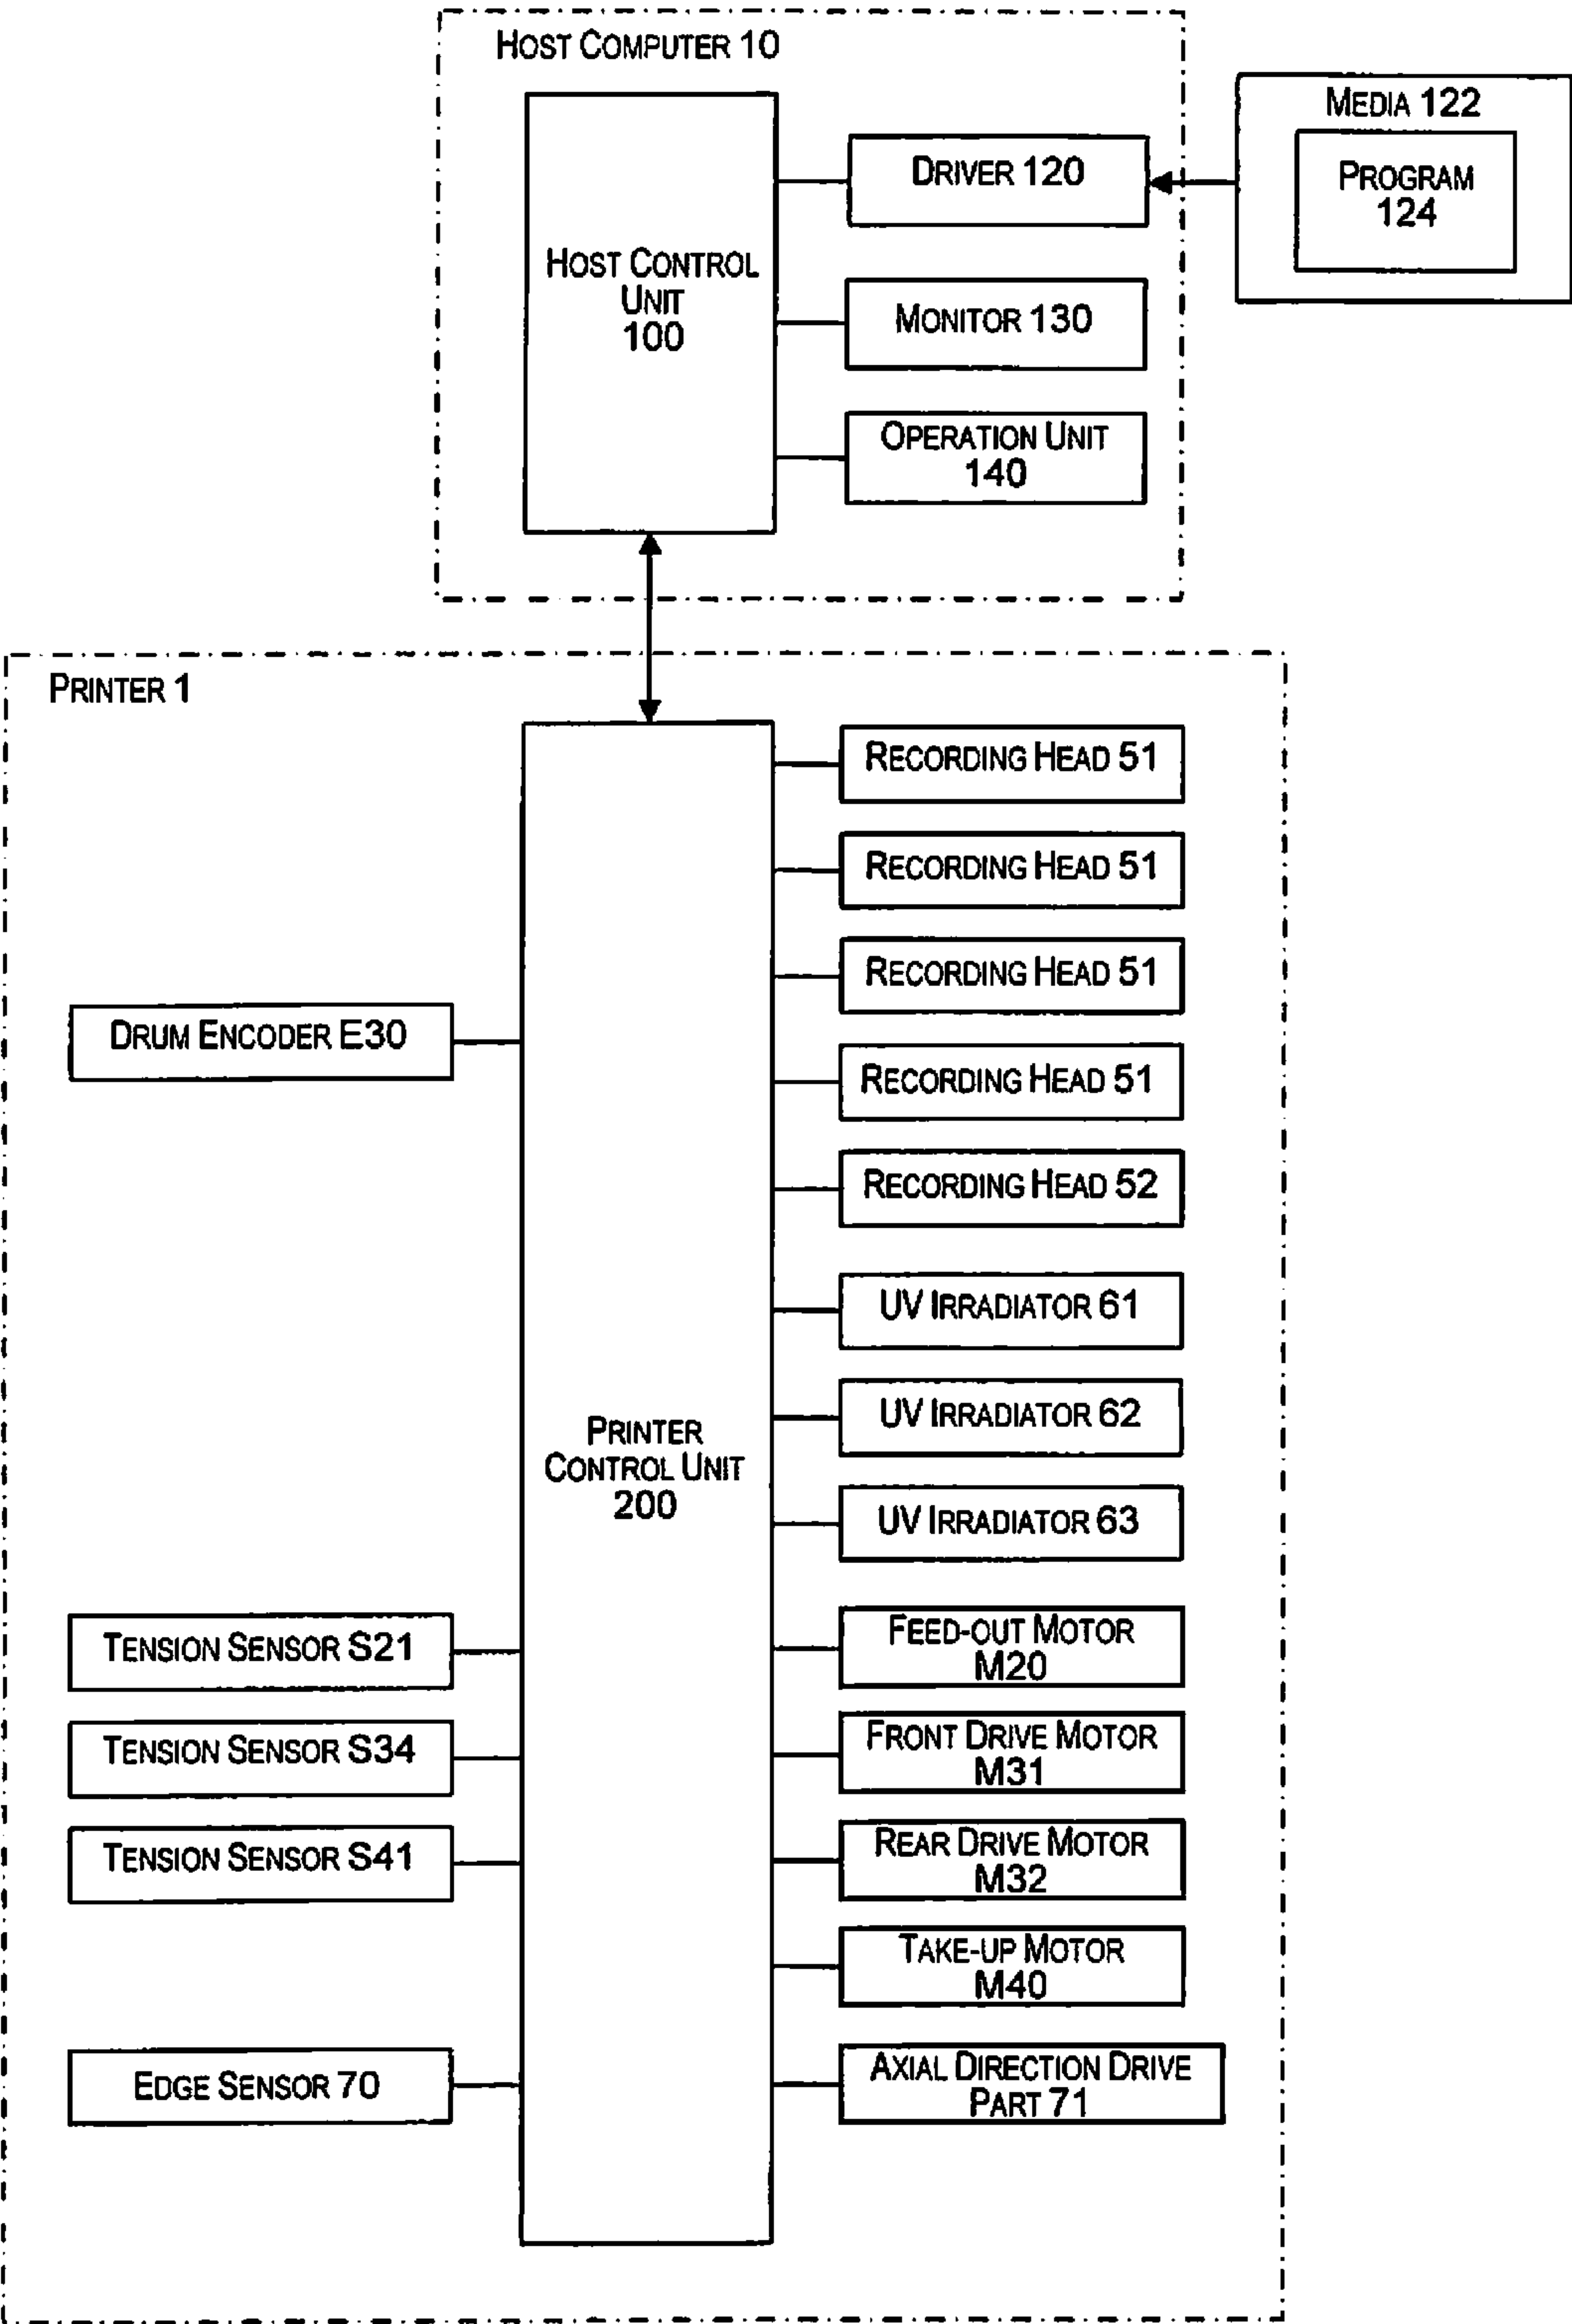 HOST COMPUTER 10
HOST CONTROL
UNIT
100
DRIVER 120
MONITOR 130
OPERATION UNIT
140
MEDIA 122
PROGRAM
124
PRINTER 1
PRINTER
CONTROL UNIT
200
DRUM ENCODER E30
TENSION SENSOR S21
TENSION SENSOR S34
TENSION SENSOR S41
EDGE SENSOR 70
RECORDING HEAD 51
RECORDING HEAD 51
RECORDING HEAD 51
RECORDING HEAD 51
RECORDING HEAD 52
UV IRRADIATOR 61
UV IRRADIATOR 62
UV IRRADIATOR 63
FEED-OUT MOTOR
M20
FRONT DRIVE MOTOR
M31
REAR DRIVE MOTOR
M32
TAKE-UP MOTOR
M40
AXIAL DIRECTION DRIVE
PART 71